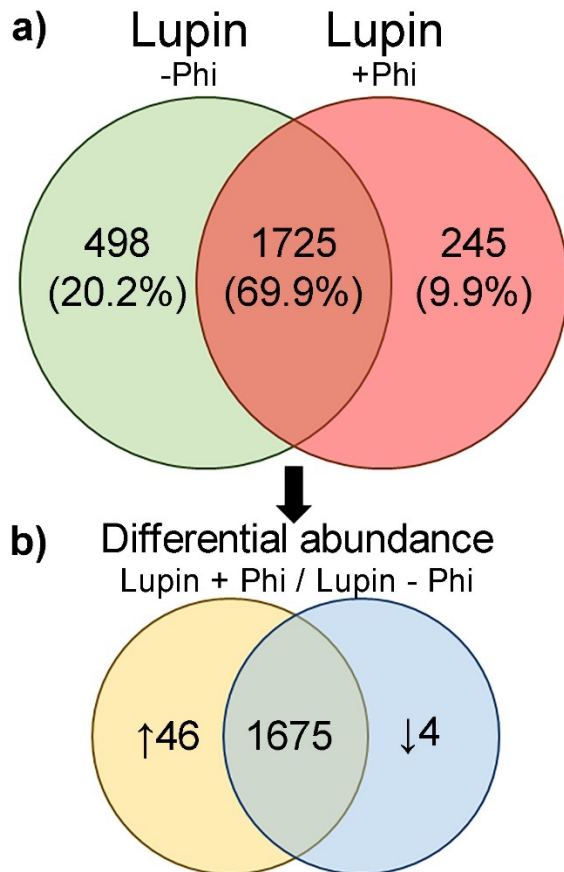 a) Lupin Lupin
-Phi +Phi
498 1725 245
(20.2%) (69.9%) (9.9%)
b) Differential abundance
Lupin + Phi / Lupin - Phi
↑46 1675 ↓4